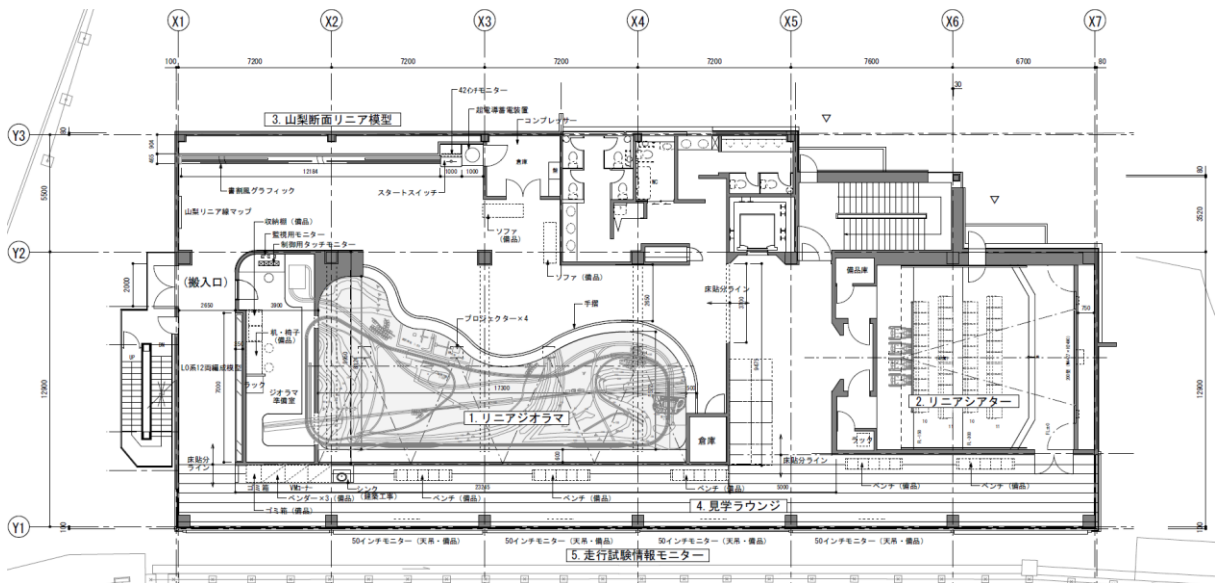 X1 X2 X3 X4 X5 X6 X7
100 7200 7200 7200 7200 7600 6700 80
30
42インチモニター
超電導蓄電装置
3. 山梨断面リニア模型
コンプレッサー
Y3
倉庫
12194 1000 1000
書割風グラフィック
スタートスイッチ
5500
3520
山梨リニア線マップ
収納棚(備品)
監視用モニター
制御用タッチモニター
ソファ
(備品)
Y2
ソファ(備品)
(搬入口)
床貼分
ライン
備品庫
2000
2650
3900
2650
手摺
750
プロジェクター×4
机・椅子
(備品)
L0系12両編成模型
ラック
7000
17300
500
12900
12900
ジオラマ
準備室
1. リニアジオラマ
2. リニアシアター
倉庫
ラック
600
床貼分
ライン
床貼分ライン
ゴミ箱
シンク
(建築工事)
ベンダー×3(備品)
ゴミ箱(備品)
23345
5000
ベンチ(備品)
ベンチ(備品)
ベンチ(備品)
ベンチ(備品)
ベンチ(備品)
4. 見学ラウンジ
Y1
100
100
50インチモニター(天吊・備品) 50インチモニター(天吊・備品) 50インチモニター(天吊・備品) 50インチモニター(天吊・備品)
5. 走行試験情報モニター